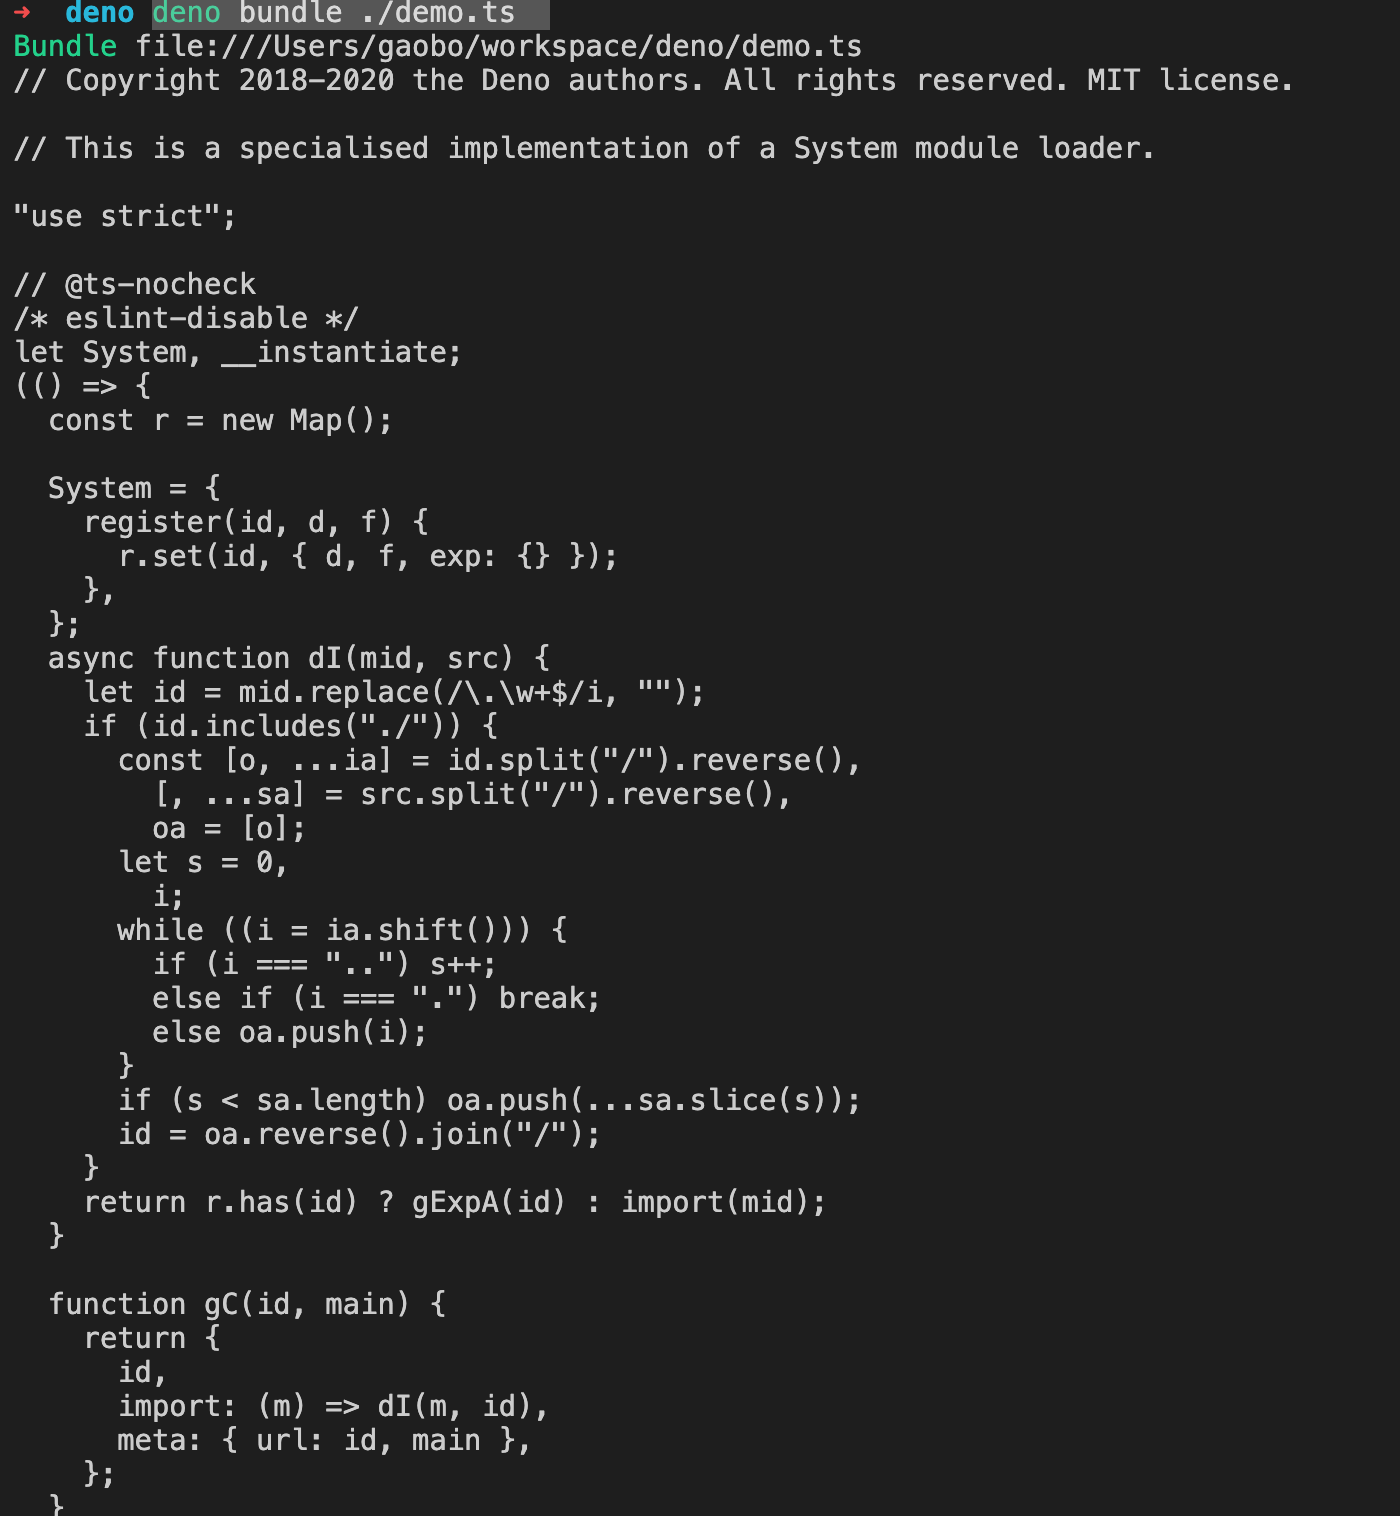 ➜  deno deno bundle ./demo.ts
Bundle file:///Users/gaobo/workspace/deno/demo.ts
// Copyright 2018-2020 the Deno authors. All rights reserved. MIT license.

// This is a specialised implementation of a System module loader.

"use strict";

// @ts-nocheck
/* eslint-disable */
let System, __instantiate;
(() => {
  const r = new Map();

  System = {
    register(id, d, f) {
      r.set(id, { d, f, exp: {} });
    },
  };
  async function dI(mid, src) {
    let id = mid.replace(/\.\w+$/i, "");
    if (id.includes("./")) {
      const [o, ...ia] = id.split("/").reverse(),
        [, ...sa] = src.split("/").reverse(),
        oa = [o];
      let s = 0,
        i;
      while ((i = ia.shift())) {
        if (i === "..") s++;
        else if (i === ".") break;
        else oa.push(i);
      }
      if (s < sa.length) oa.push(...sa.slice(s));
      id = oa.reverse().join("/");
    }
    return r.has(id) ? gExpA(id) : import(mid);
  }

  function gC(id, main) {
    return {
      id,
      import: (m) => dI(m, id),
      meta: { url: id, main },
    };
  }